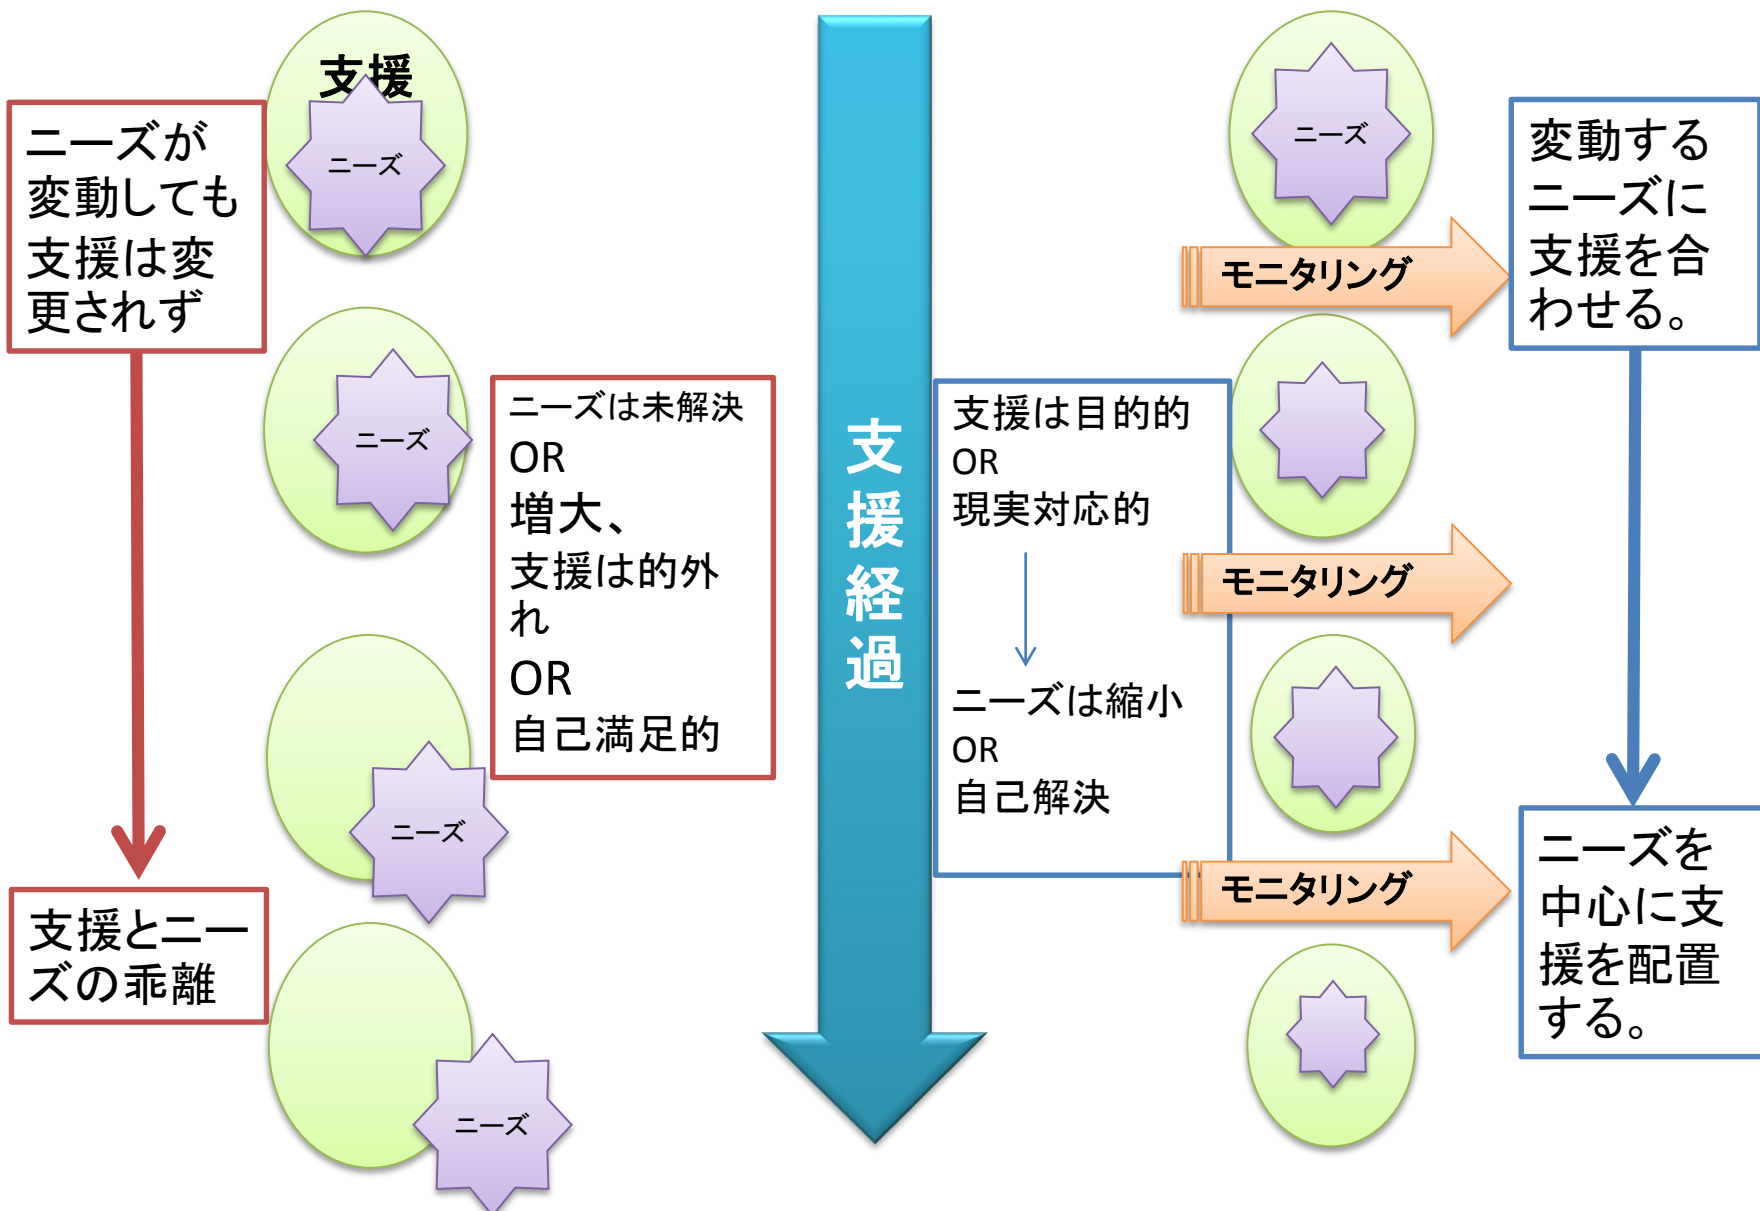 支援
ニーズ
ニーズが
変動しても
支援は変
更されず
ニーズ
ニーズは未解決
OR
増大、
支援は的外
れ
OR
自己満足的
ニーズ
支援とニー
ズの乖離
ニーズ
支援経過
ニーズ
モニタリング
変動する
ニーズに
支援を合
わせる。
支援は目的的
OR
現実対応的
モニタリング
ニーズは縮小
OR
自己解決
モニタリング
ニーズを
中心に支
援を配置
する。